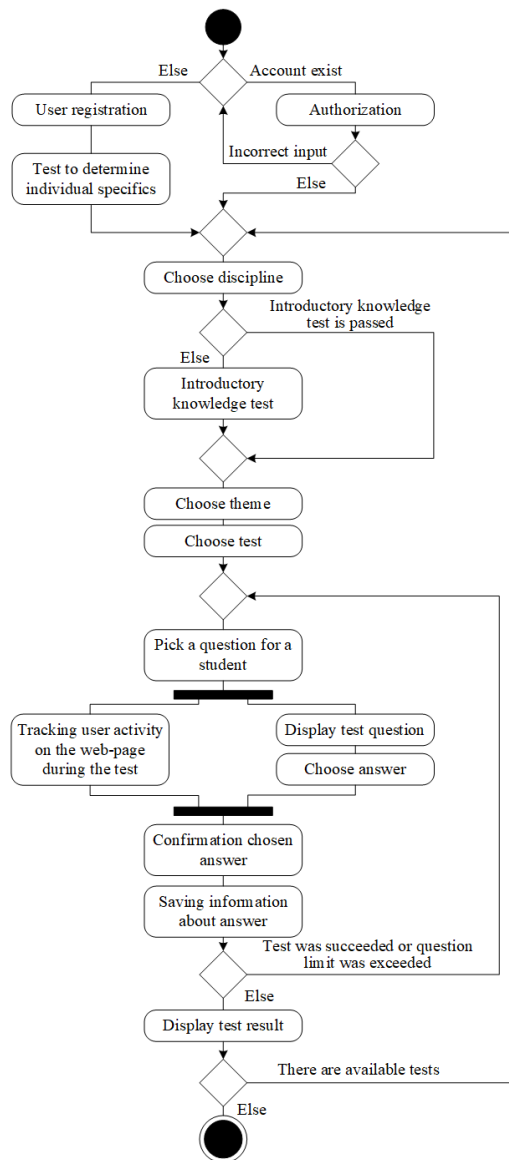 Else
Account exist
User registration
Authorization
Incorrect input
Test to determine
individual specifics
Else
Choose discipline
Introductory knowledge
test is passed
Else
Introductory
knowledge test
Choose theme
Choose test
Pick a question for a
student
Tracking user activity
on the web-page
during the test
Display test question
Choose answer
Confirmation chosen
answer
Saving information
about answer
Test was succeeded or question
limit was exceeded
Else
Display test result
There are available tests
Else